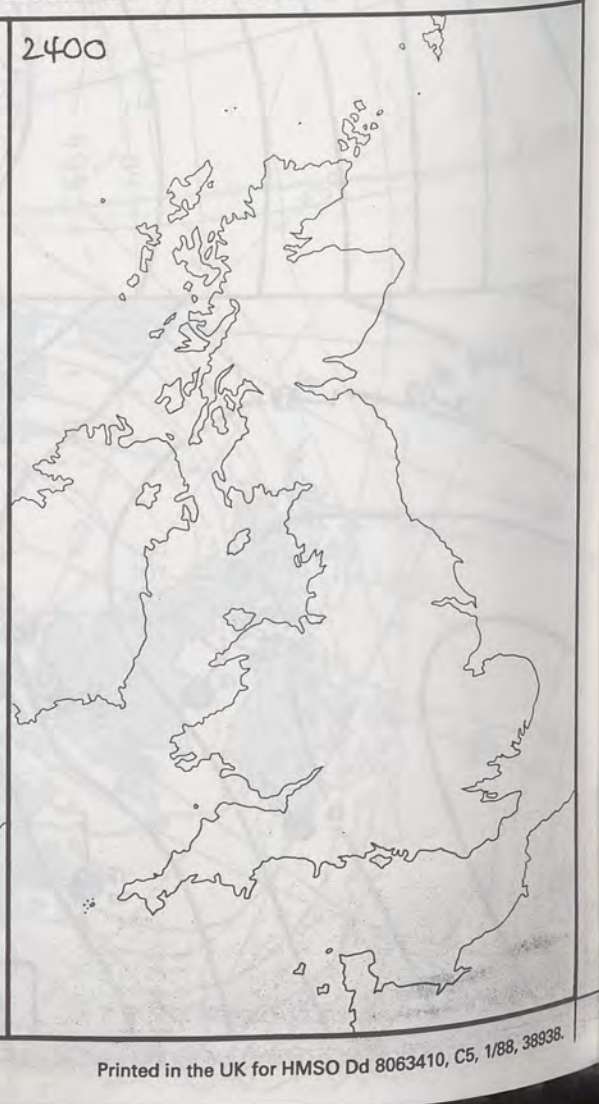 2400
Printed in the UK for HMSO Dd 8063410, C5, 1/88, 38938.